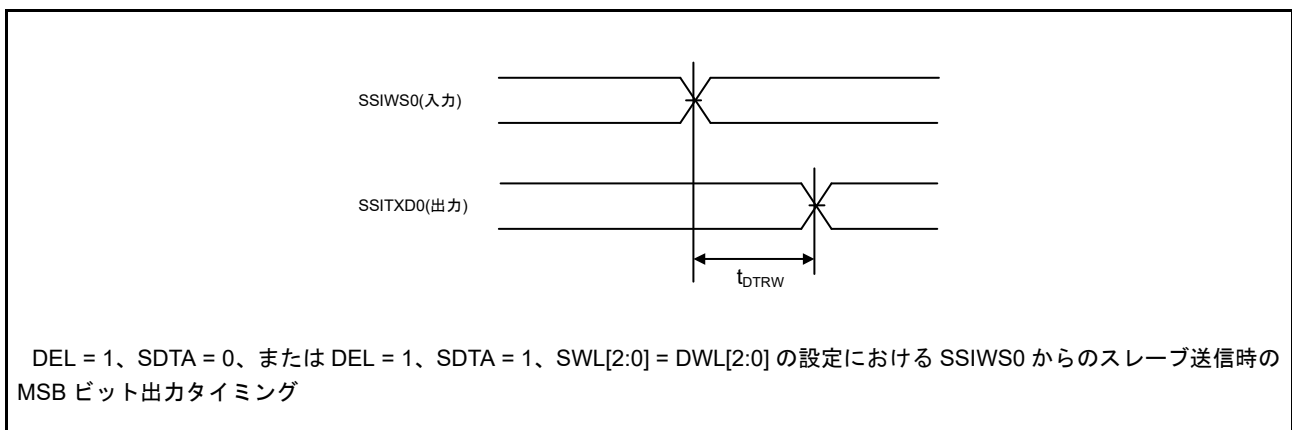 SSIWS0(入力)
SSITXD0(出力)
tDTRW
DEL = 1、SDTA = 0、または DEL = 1、SDTA = 1、SWL[2:0] = DWL[2:0] の設定における SSIWS0 からのスレーブ送信時の
MSB ビット出力タイミング